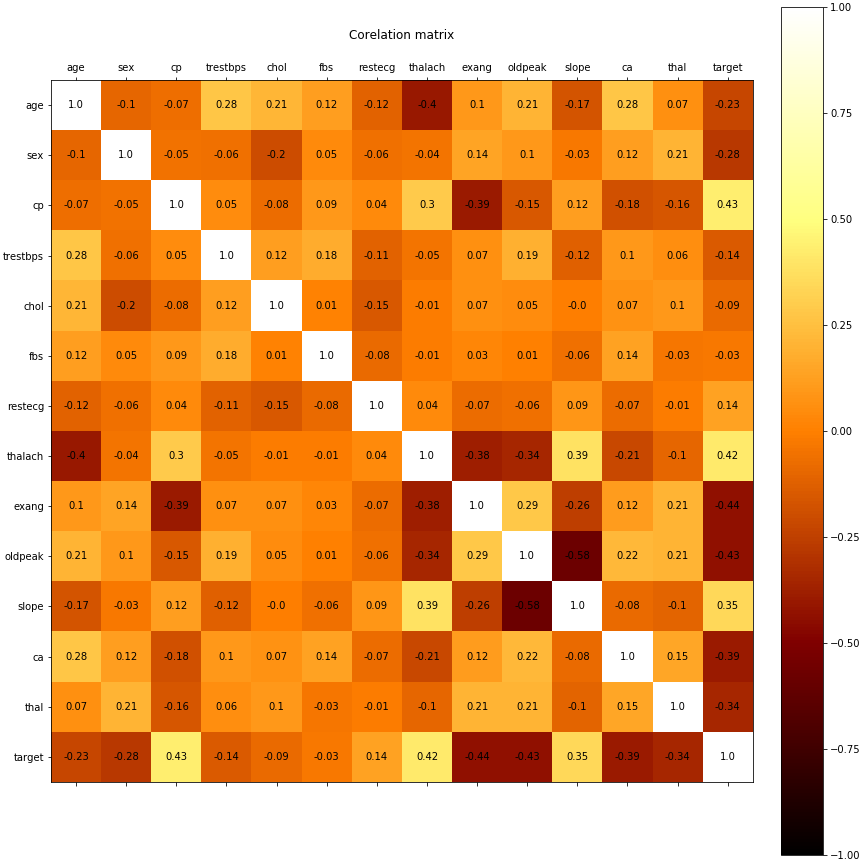 Corelation matrix
age sex cp trestbps chol fbs restecg thalach exang oldpeak slope ca thal target
age 1.0 -0.1 -0.07 0.28 0.21 0.12 -0.12 -0.4 0.1 0.21 -0.17 0.28 0.07 -0.23
sex -0.1 1.0 -0.05 -0.06 -0.2 0.05 -0.06 -0.04 0.14 0.1 -0.03 0.12 0.21 -0.28
cp -0.07 -0.05 1.0 0.05 -0.08 0.09 0.04 0.3 -0.39 -0.15 0.12 -0.18 -0.16 0.43
trestbps 0.28 -0.06 0.05 1.0 0.12 0.18 -0.11 -0.05 0.07 0.19 -0.12 0.1 0.06 -0.14
chol 0.21 -0.2 -0.08 0.12 1.0 0.01 -0.15 -0.01 0.07 0.05 -0.0 0.07 0.1 -0.09
fbs 0.12 0.05 0.09 0.18 0.01 1.0 -0.08 -0.01 0.03 0.01 -0.06 0.14 -0.03 -0.03
restecg -0.12 -0.06 0.04 -0.11 -0.15 -0.08 1.0 0.04 -0.07 -0.06 0.09 -0.07 -0.01 0.14
thalach -0.4 -0.04 0.3 -0.05 -0.01 -0.01 0.04 1.0 -0.38 -0.34 0.39 -0.21 -0.1 0.42
exang 0.1 0.14 -0.39 0.07 0.07 0.03 -0.07 -0.38 1.0 0.29 -0.26 0.12 0.21 -0.44
oldpeak 0.21 0.1 -0.15 0.19 0.05 0.01 -0.06 -0.34 0.29 1.0 -0.58 0.22 0.21 -0.43
slope -0.17 -0.03 0.12 -0.12 -0.0 -0.06 0.09 0.39 -0.26 -0.58 1.0 -0.08 -0.1 0.35
ca 0.28 0.12 -0.18 0.1 0.07 0.14 -0.07 -0.21 0.12 0.22 -0.08 1.0 0.15 -0.39
thal 0.07 0.21 -0.16 0.06 0.1 -0.03 -0.01 -0.1 0.21 0.21 -0.1 0.15 1.0 -0.34
target -0.23 -0.28 0.43 -0.14 -0.09 -0.03 0.14 0.42 -0.44 -0.43 0.35 -0.39 -0.34 1.0
1.00
0.75
0.50
0.25
0.00
−0.25
−0.50
−0.75
−1.00